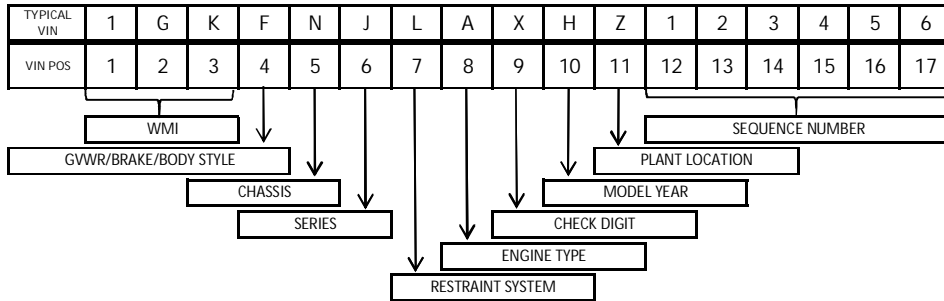 TYPICAL VIN 1 G K F N J L A X H Z 1 2 3 4 5 6
VIN POS 1 2 3 4 5 6 7 8 9 10 11 12 13 14 15 16 17
WMI SEQUENCE NUMBER
GVWR/BRAKE/BODY STYLE PLANT LOCATION
CHASSIS MODEL YEAR
SERIES CHECK DIGIT
ENGINE TYPE
RESTRAINT SYSTEM